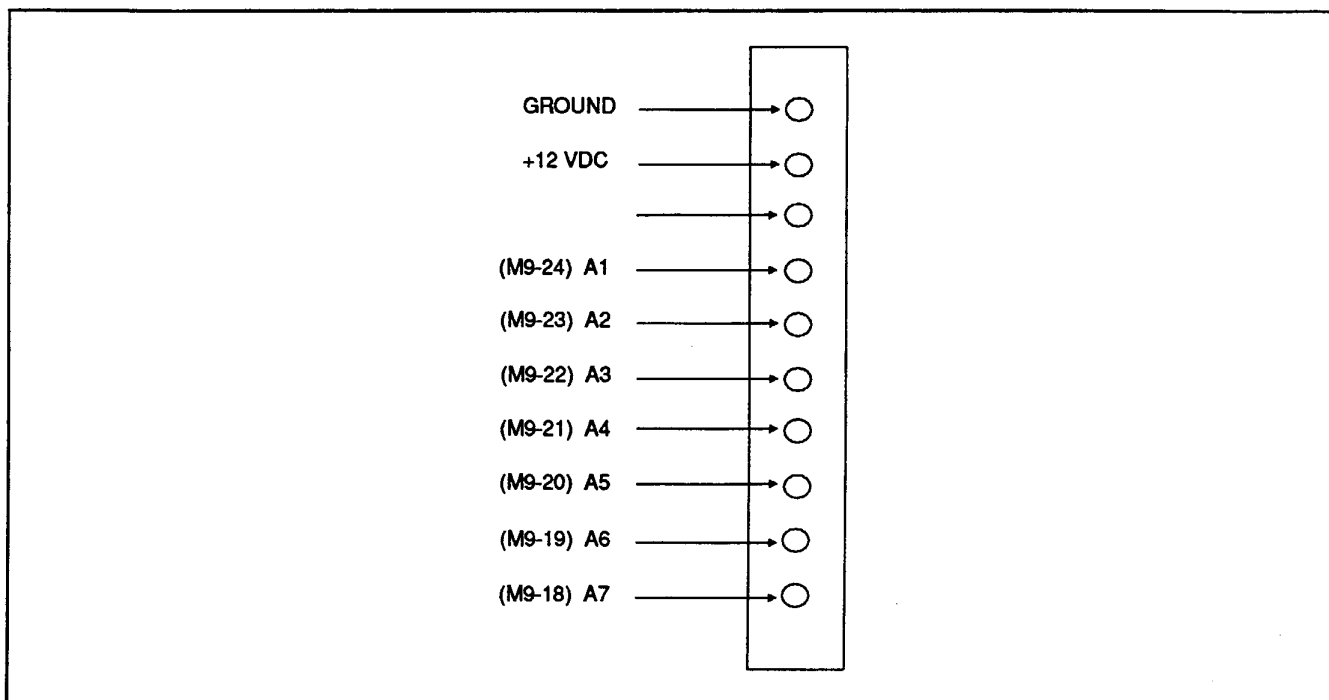 GROUND
+12 VDC
(M9-24) A1
(M9-23) A2
(M9-22) A3
(M9-21) A4
(M9-20) A5
(M9-19) A6
(M9-18) A7